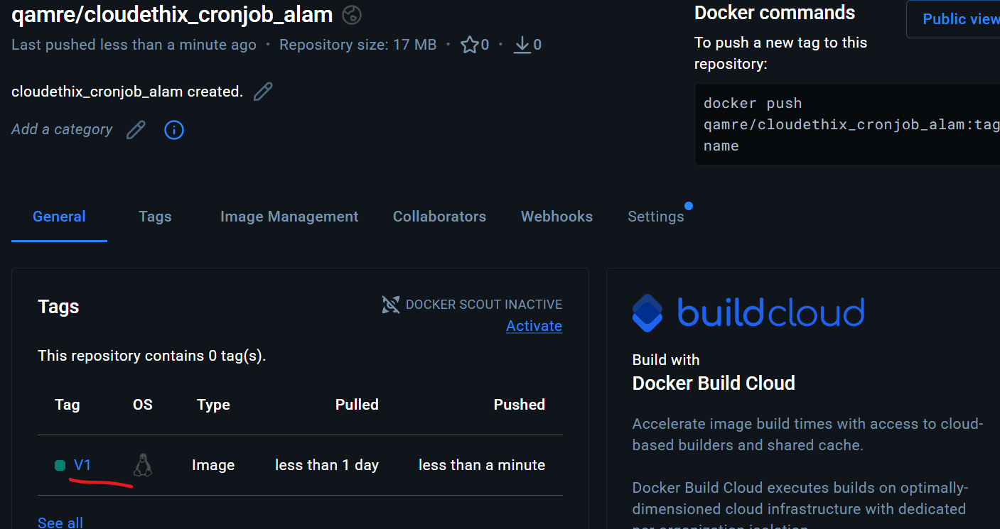 qamre/cloudethix_cronjob_alam
Last pushed less than a minute ago • Repository size: 17 MB • 0 • 0
cloudethix_cronjob_alam created.
Add a category
Docker commands
Public view
To push a new tag to this
repository:
docker push
qamre/cloudethix_cronjob_alam:tag
name
General Tags Image Management Collaborators Webhooks Settings
Tags
DOCKER SCOUT INACTIVE
Activate
This repository contains 0 tag(s).
Tag OS Type Pulled Pushed
V1 Image less than 1 day less than a minute
See all
buildcloud
Build with
Docker Build Cloud
Accelerate image build times with access to cloud-
based builders and shared cache.
Docker Build Cloud executes builds on optimally-
dimensioned cloud infrastructure with dedicated
per-organization isolation.